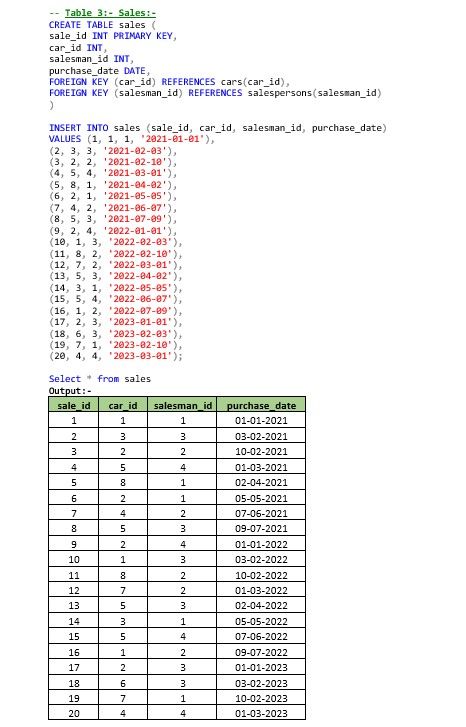 -- Table 3:- Sales:-
CREATE TABLE sales (
sale_id INT PRIMARY KEY,
car_id INT,
salesman_id INT,
purchase_date DATE,
FOREIGN KEY (car_id) REFERENCES cars(car_id),
FOREIGN KEY (salesman_id) REFERENCES salespersons(salesman_id)
)
INSERT INTO sales (sale_id, car_id, salesman_id, purchase_date)
VALUES (1, 1, 1, '2021-01-01'),
(2, 3, 3, '2021-02-03'),
(3, 2, 2, '2021-02-10'),
(4, 5, 4, '2021-03-01'),
(5, 8, 1, '2021-04-02'),
(6, 2, 1, '2021-05-05'),
(7, 4, 2, '2021-06-07'),
(8, 5, 3, '2021-07-09'),
(9, 2, 4, '2022-01-01'),
(10, 1, 3, '2022-02-03'),
(11, 8, 2, '2022-02-10'),
(12, 7, 2, '2022-03-01'),
(13, 5, 3, '2022-04-02'),
(14, 3, 1, '2022-05-05'),
(15, 5, 4, '2022-06-07'),
(16, 1, 2, '2022-07-09'),
(17, 2, 3, '2023-01-01'),
(18, 6, 3, '2023-02-03'),
(19, 7, 1, '2023-02-10'),
(20, 4, 4, '2023-03-01');
Select * from sales
Output:-
sale_id car_id salesman_id purchase_date
1 1 1 01-01-2021
2 3 3 03-02-2021
3 2 2 10-02-2021
4 5 4 01-03-2021
5 8 1 02-04-2021
6 2 1 05-05-2021
7 4 2 07-06-2021
8 5 3 09-07-2021
9 2 4 01-01-2022
10 1 3 03-02-2022
11 8 2 10-02-2022
12 7 2 01-03-2022
13 5 3 02-04-2022
14 3 1 05-05-2022
15 5 4 07-06-2022
16 1 2 09-07-2022
17 2 3 01-01-2023
18 6 3 03-02-2023
19 7 1 10-02-2023
20 4 4 01-03-2023